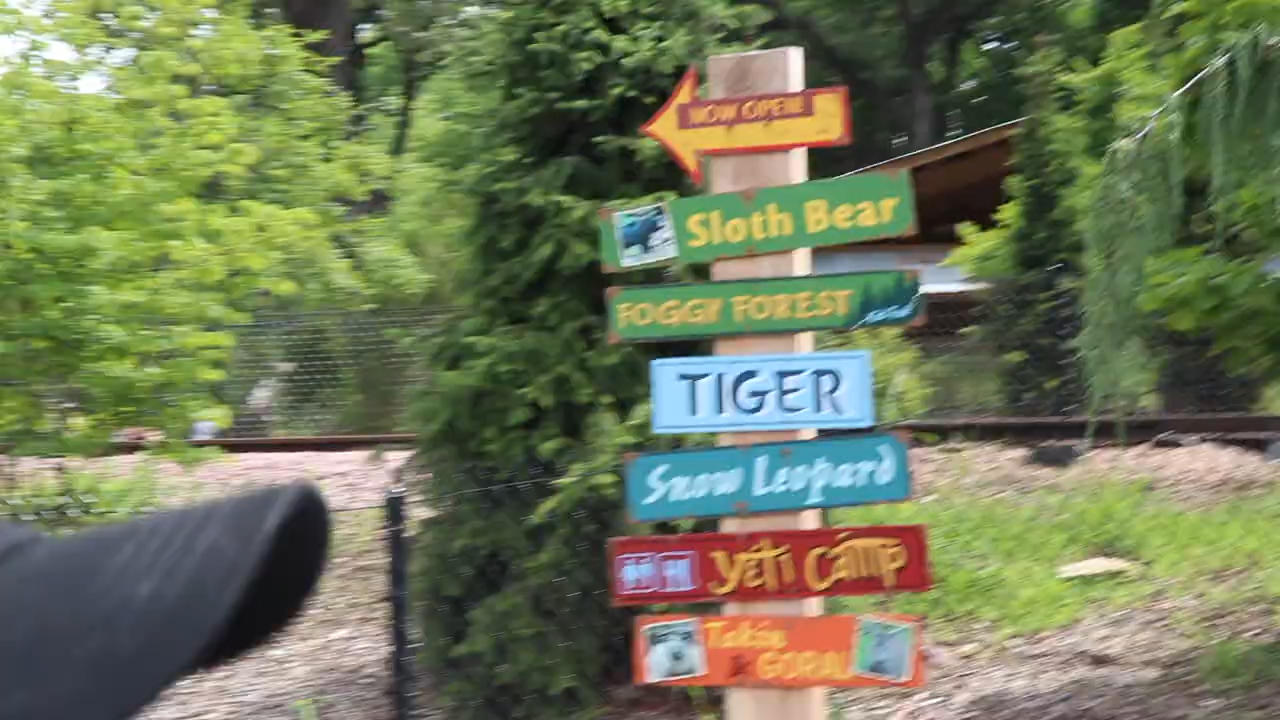 NOW OPEN!
Sloth Bear
FOGGY FOREST
TIGER
Snow Leopard
Yeti Camp
Takin
& GORAL